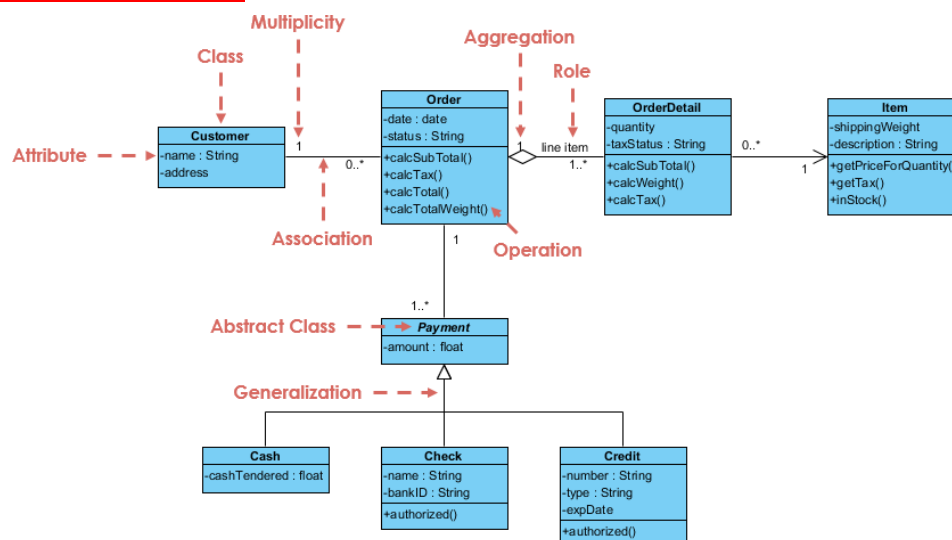 Multiplicity
Class
Aggregation
Role
Attribute
Customer
-name : String
-address
1
0..*
Association
Order
-date : date
-status : String
+calcSubTotal()
+calcTax()
+calcTotal()
+calcTotalWeight()
1
line item
1..*
Operation
OrderDetail
-quantity
-taxStatus : String
+calcSubTotal()
+calcWeight()
+calcTax()
0..*
1
Item
-shippingWeight
-description : String
+getPriceForQuantity()
+getTax()
+inStock()
1
1..*
Abstract Class
Payment
-amount : float
Generalization
Cash
-cashTendered : float
Check
-name : String
-bankID : String
+authorized()
Credit
-number : String
-type : String
-expDate
+authorized()